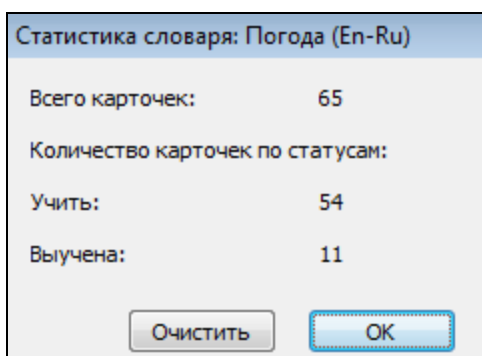 Статистика словаря: Погода (En-Ru)
Всего карточек: 65
Количество карточек по статусам:
Учить: 54
Выучена: 11
Очистить OK